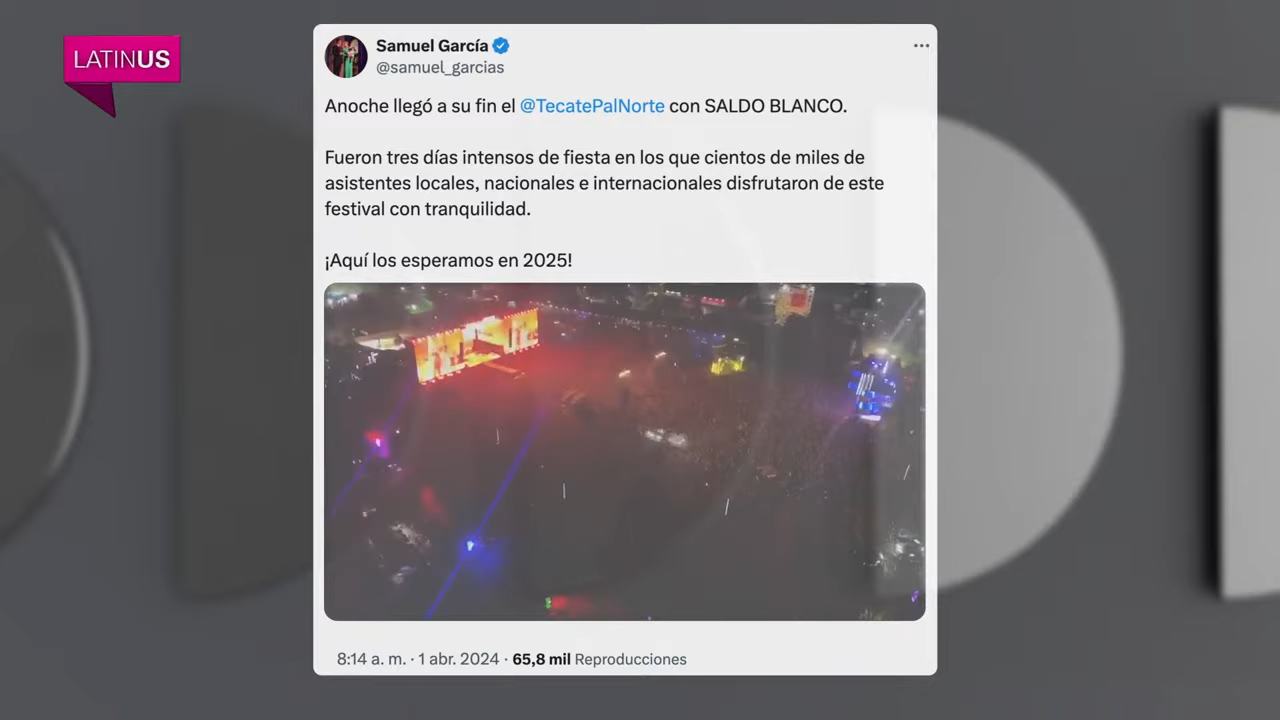 LATINUS
Samuel García
@samuel_garcias
Anoche llegó a su fin el @TecatePalNorte con SALDO BLANCO.
Fueron tres días intensos de fiesta en los que cientos de miles de
asistentes locales, nacionales e internacionales disfrutaron de este
festival con tranquilidad.
¡Aquí los esperamos en 2025!
8:14 a. m. · 1 abr. 2024 · 65,8 mil Reproducciones